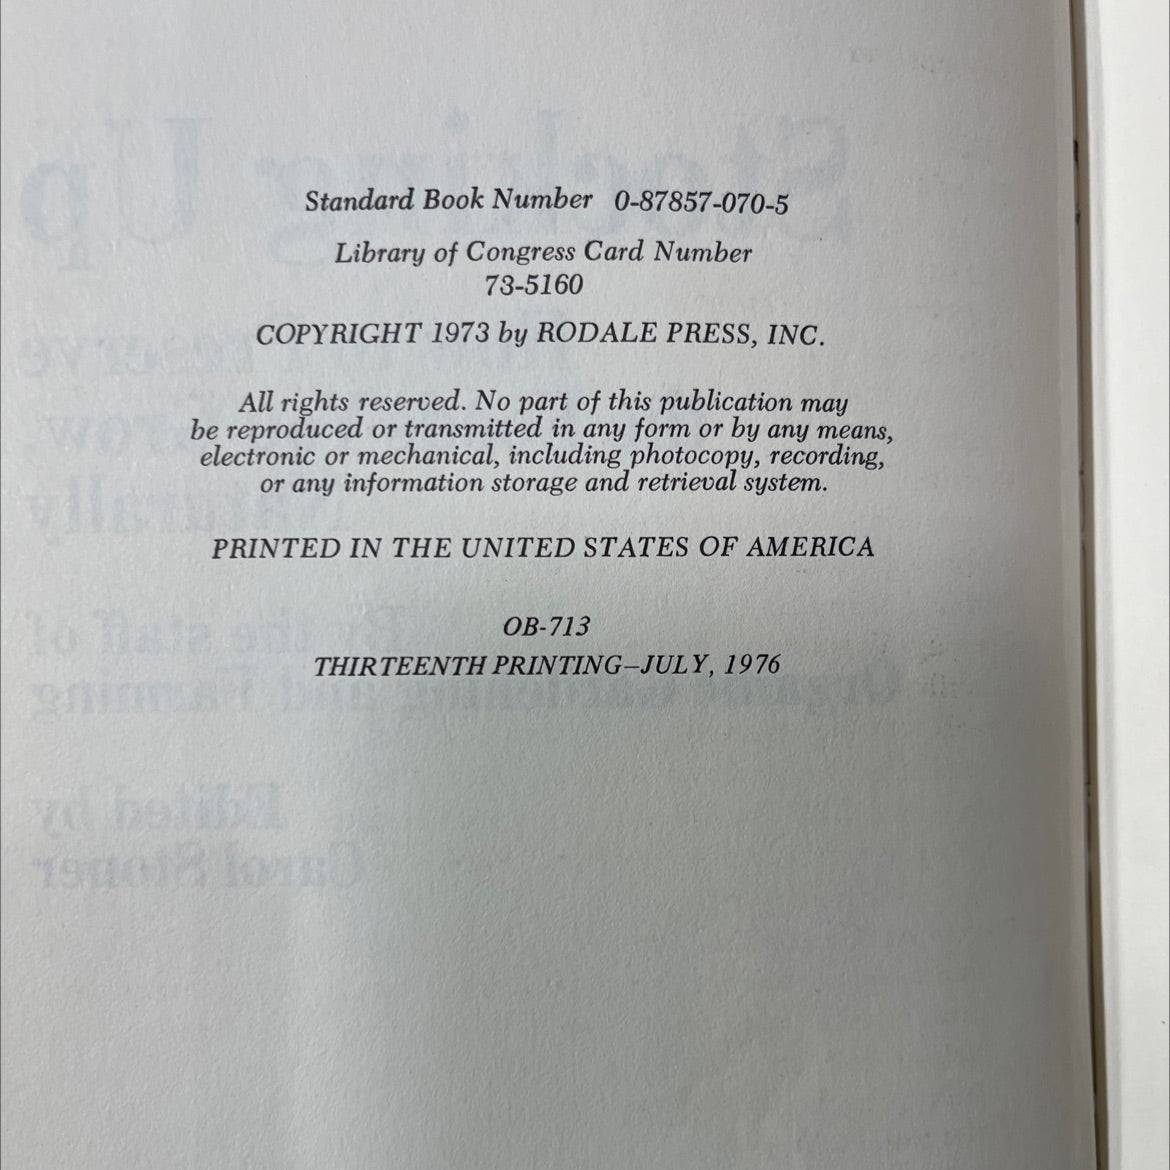 Standard Book Number 0-87857-070-5
Library of Congress Card Number
73-5160
COPYRIGHT 1973 by RODALE PRESS, INC.
All rights reserved. No part of this publication may
be reproduced or transmitted in any form or by any means,
electronic or mechanical, including photocopy, recording,
or any information storage and retrieval system.
PRINTED IN THE UNITED STATES OF AMERICA
OB-713
THIRTEENTH PRINTING–JULY, 1976